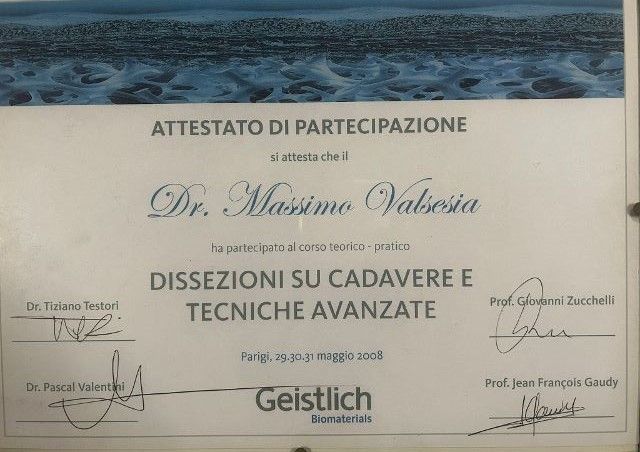 ATTESTATO DI PARTECIPAZIONE
si attesta che il
Dr. Massimo Valsesia
ha partecipato al corso teorico - pratico
DISSEZIONI SU CADAVERE E
TECNICHE AVANZATE
Dr. Tiziano Testori
Prof. Giovanni Zucchelli
Parigi, 29.30.31 maggio 2008
Dr. Pascal Valentini
Prof. Jean François Gaudy
Geistlich
Biomaterials